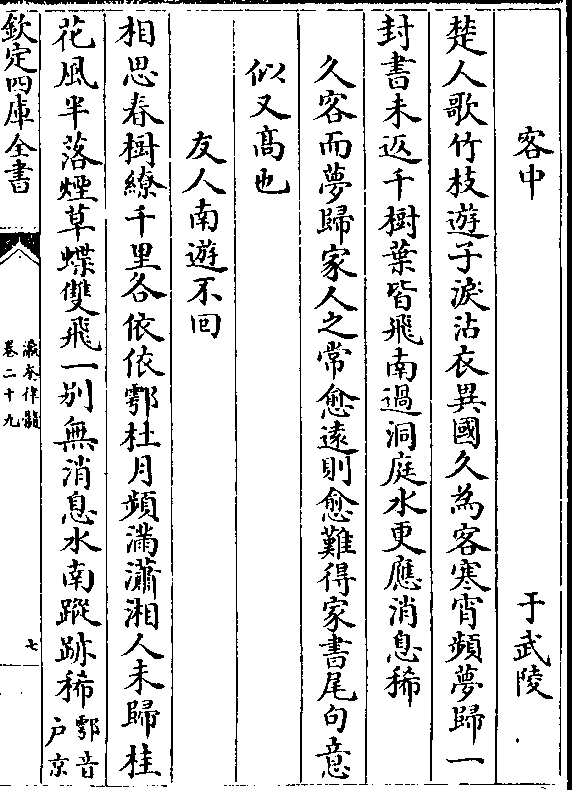 客中　于武陵
楚人歌竹枝遊子淚沾衣異國久為客寒宵頻夢歸一
封書未返千樹葉皆飛南過洞庭水更應消息稀
久客而夢歸家人之常愈遠則愈難得家書尾句意
似又髙也
友人南遊不回
相思春樹綠千里各依依鄠杜月頻滿瀟湘人未歸桂
花風半落煙草蝶雙飛一别無消息水南蹤跡稀鄠音
户京
欽定四庫全書
瀛奎律髓
卷二十九
七